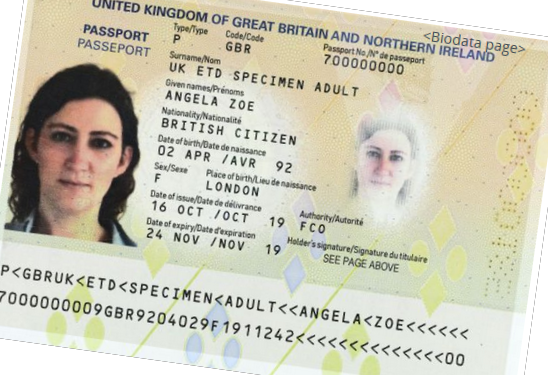 UNITED KINGDOM OF GREAT BRITAIN AND NORTHERN IRELAND
<Biodata page>
PASSPORT
PASSEPORT
Type/Type Code/Code Passport No./Nº de passeport
P GBR 700000000
Surname/Nom
UK ETD SPECIMEN ADULT
Given names/Prénoms
ANGELA ZOE
Nationality/Nationalité
BRITISH CITIZEN
Date of birth/Date de naissance
02 APR /AVR 92
Sex/Sexe Place of birth/Lieu de naissance
F LONDON
Date of issue/Date de délivrance Authority/Autorité
16 OCT /OCT 19 FCO
Date of expiry/Date d'expiration Holder's signature/Signature du titulaire
24 NOV /NOV 19 SEE PAGE ABOVE
P<GBRUK<ETD<SPECIMEN<ADULT<<ANGELA<ZOE<<<<<<
7000000009GBR9204029F1911242<<<<<<<<<<<<<<00